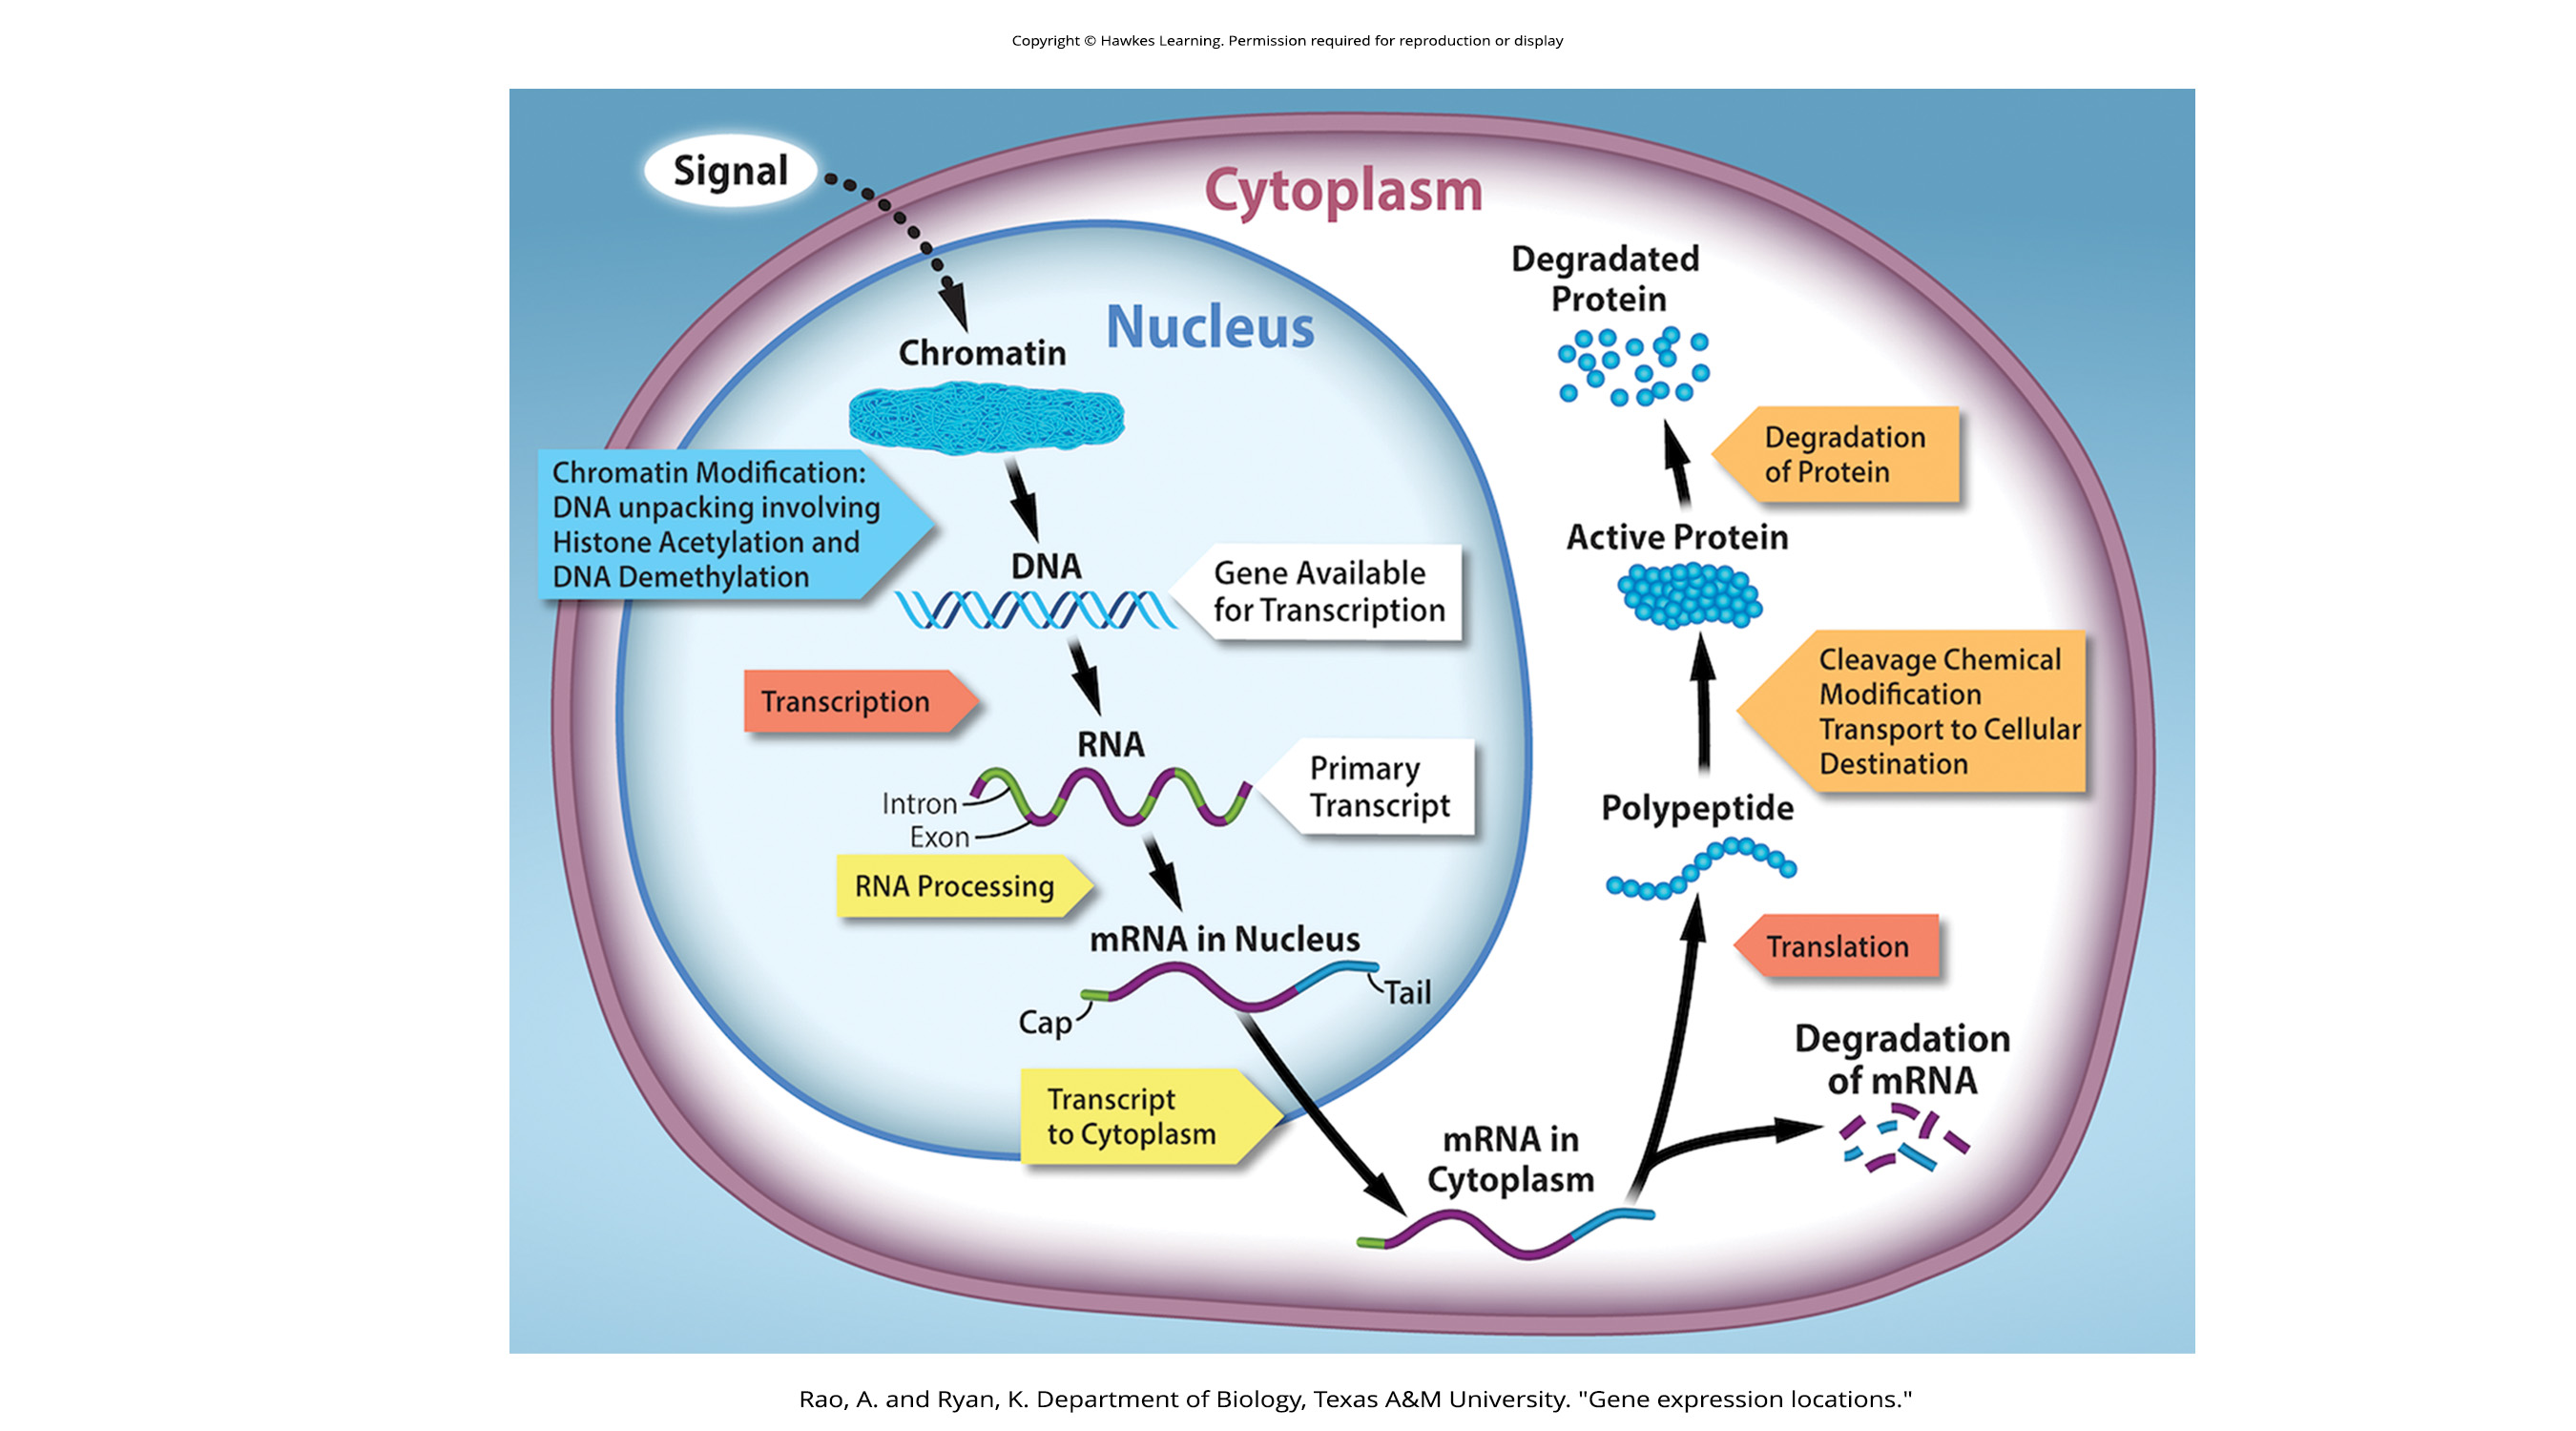 Copyright © Hawkes Learning. Permission required for reproduction or display
Signal
Cytoplasm
Nucleus
Chromatin
Chromatin Modification:
DNA unpacking involving
Histone Acetylation and
DNA Demethylation
DNA
Gene Available
for Transcription
Transcription
RNA
Intron
Exon
Primary
Transcript
RNA Processing
mRNA in Nucleus
Cap
Tail
Transcript
to Cytoplasm
mRNA in
Cytoplasm
Degradation
of mRNA
Translation
Polypeptide
Cleavage Chemical
Modification
Transport to Cellular
Destination
Active Protein
Degradation
of Protein
Degraded
Protein
Rao, A. and Ryan, K. Department of Biology, Texas A&M University. "Gene expression locations."